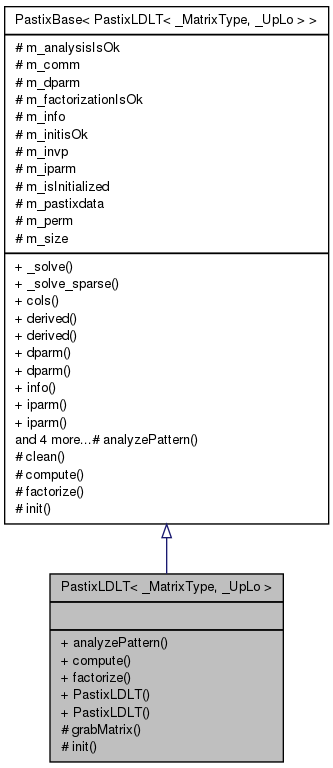 PastixBase< PastixLDLT< _MatrixType, _UpLo > >
# m_analysisIsOk
# m_comm
# m_dparm
# m_factorizationIsOk
# m_info
# m_initisOk
# m_invp
# m_iparm
# m_isInitialized
# m_pastixdata
# m_perm
# m_size
+ _solve()
+ _solve_sparse()
+ cols()
+ derived()
+ derived()
+ dparm()
+ dparm()
+ info()
+ iparm()
+ iparm()
and 4 more...# analyzePattern()
# clean()
# compute()
# factorize()
# init()
PastixLDLT< _MatrixType, _UpLo >
+ analyzePattern()
+ compute()
+ factorize()
+ PastixLDLT()
+ PastixLDLT()
# grabMatrix()
# init()